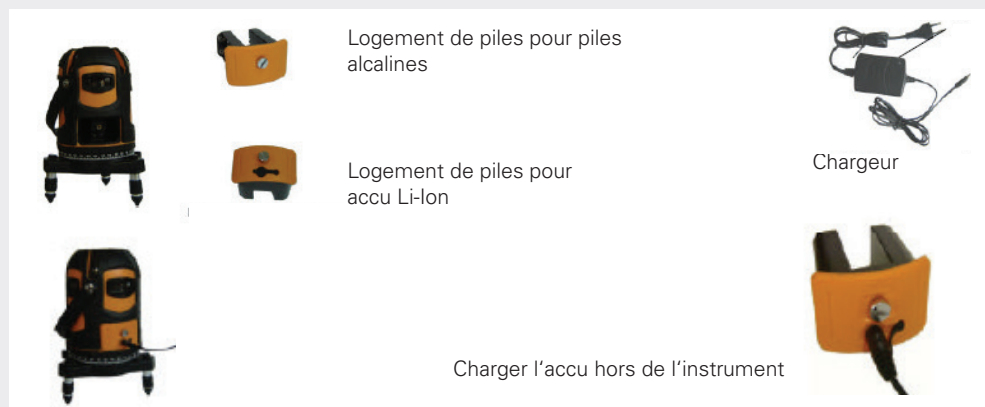 Logement de piles pour piles
alcalines
Chargeur
Logement de piles pour
accu Li-Ion
Charger l‘accu hors de l‘instrument